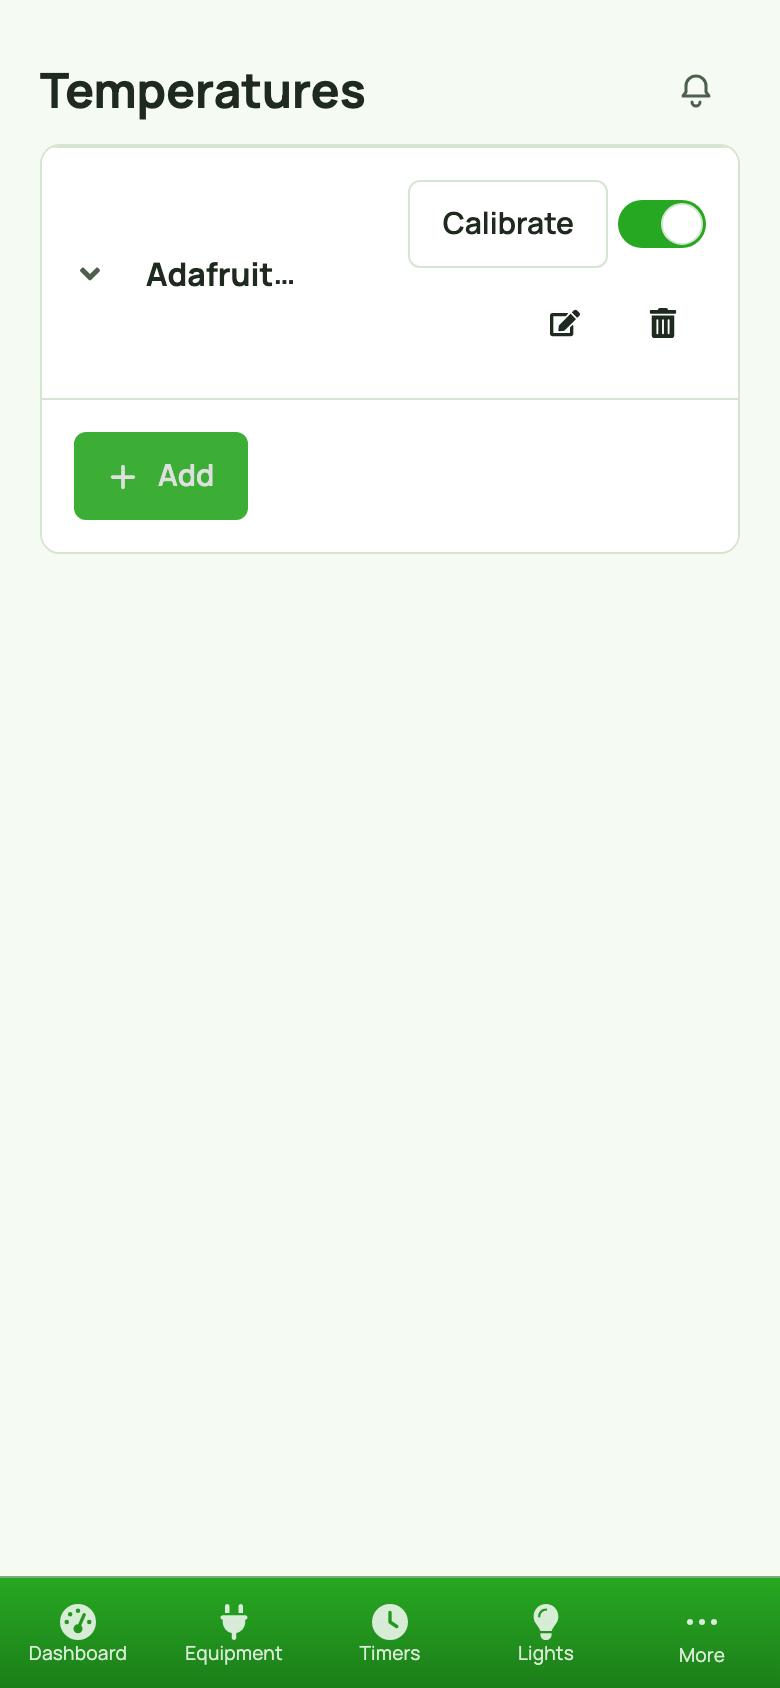 Temperatures
Calibrate
Adafruit...
Add
Dashboard
Equipment
Timers
Lights
More